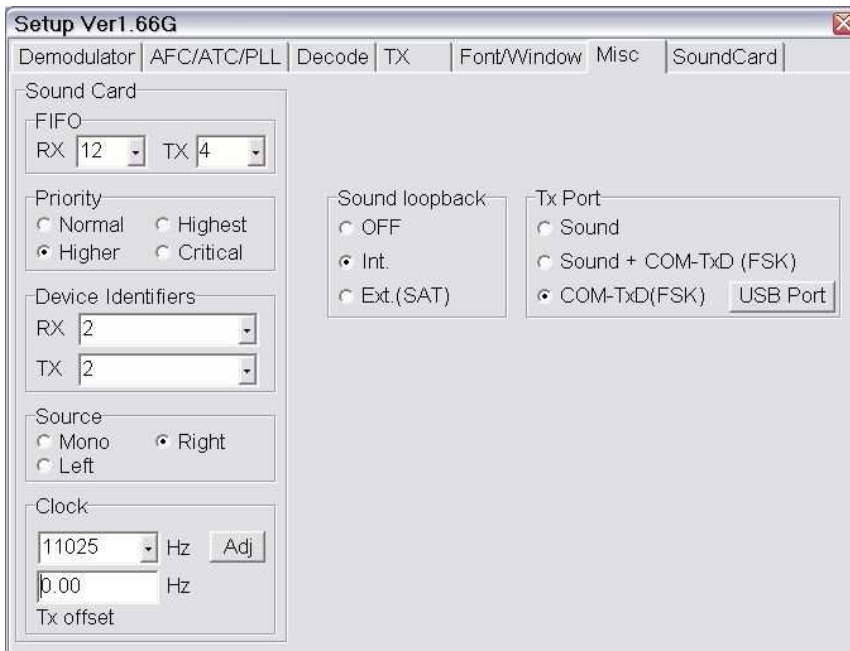 Setup Ver1.66G
Demodulator AFC/ATC/PLL Decode TX Font/Window Misc SoundCard
Sound Card
FIFO
RX 12 TX 4
Priority
Normal Highest
Higher Critical
Device Identifiers
RX 2
TX 2
Source
Mono Right
Left
Clock
11025 Hz Adj
0.00 Hz
Tx offset
Sound loopback
OFF
Int.
Ext.(SAT)
Tx Port
Sound
Sound + COM-TxD (FSK)
COM-TxD(FSK) USB Port